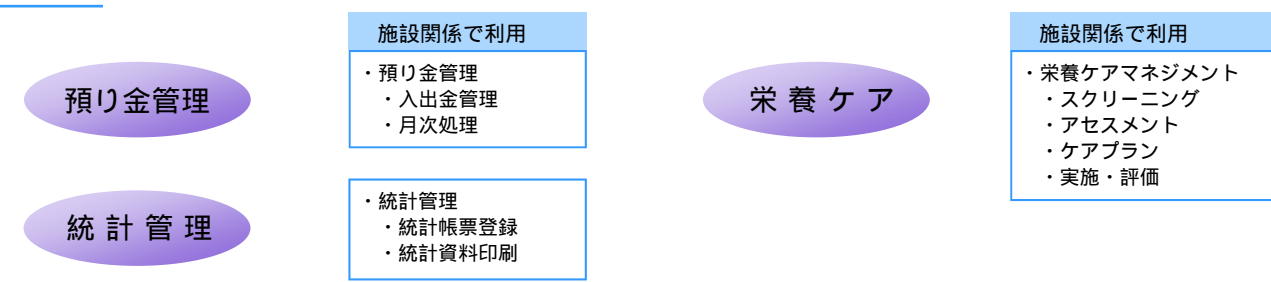 施設関係で利用
預り金管理
・預り金管理
・入出金管理
・月次処理
統計管理
・統計管理
・統計帳票登録
・統計資料印刷
施設関係で利用
栄養ケア
・栄養ケアマネジメント
・スクリーニング
・アセスメント
・ケアプラン
・実施・評価